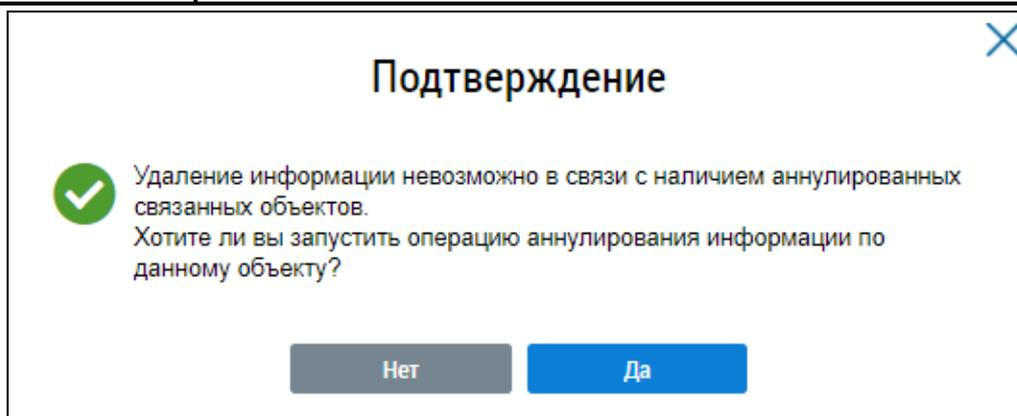 Подтверждение
Удаление информации невозможно в связи с наличием аннулированных
связанных объектов.
Хотите ли вы запустить операцию аннулирования информации по
данному объекту?
Нет
Да